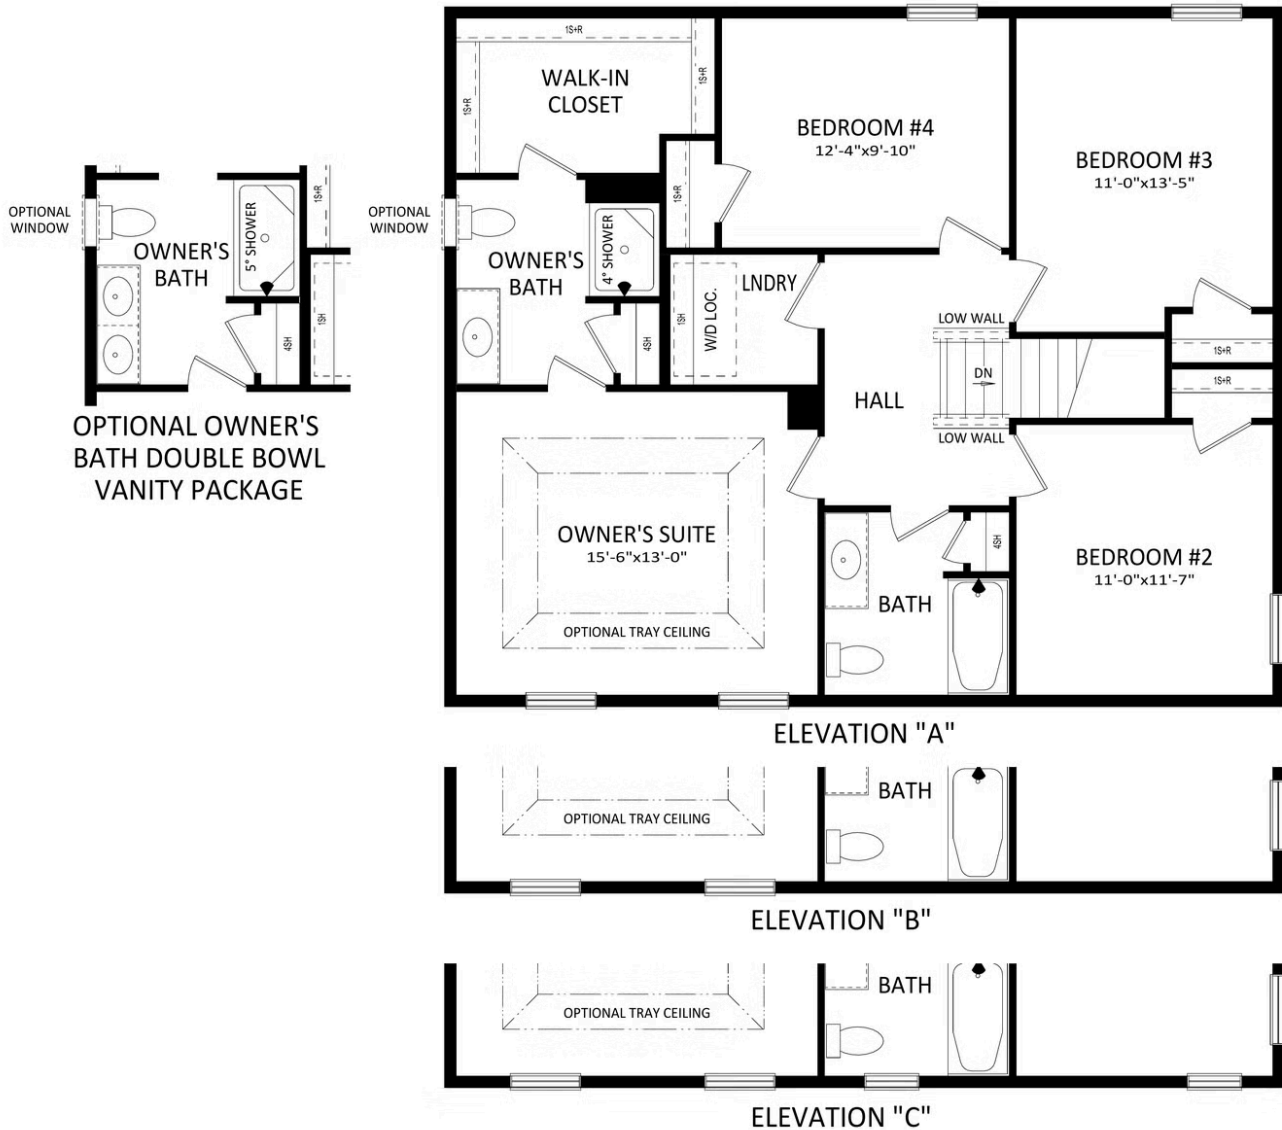 1S+R
WALK-IN
CLOSET
1S+R
1S+R
BEDROOM #4
12'-4"x9'-10"
BEDROOM #3
11'-0"x13'-5"
1S+R
OPTIONAL
WINDOW
OWNER'S
BATH
5° SHOWER
1S+R
1SH
4SH
OPTIONAL OWNER'S
BATH DOUBLE BOWL
VANITY PACKAGE
OPTIONAL
WINDOW
OWNER'S
BATH
4° SHOWER
4SH
1SH
W/D LOC.
LNDRY
LOW WALL
DN
LOW WALL
HALL
1S+R
1S+R
OWNER'S SUITE
15'-6"x13'-0"
OPTIONAL TRAY CEILING
4SH
BATH
BEDROOM #2
11'-0"x11'-7"
ELEVATION "A"
OPTIONAL TRAY CEILING
BATH
ELEVATION "B"
OPTIONAL TRAY CEILING
BATH
ELEVATION "C"